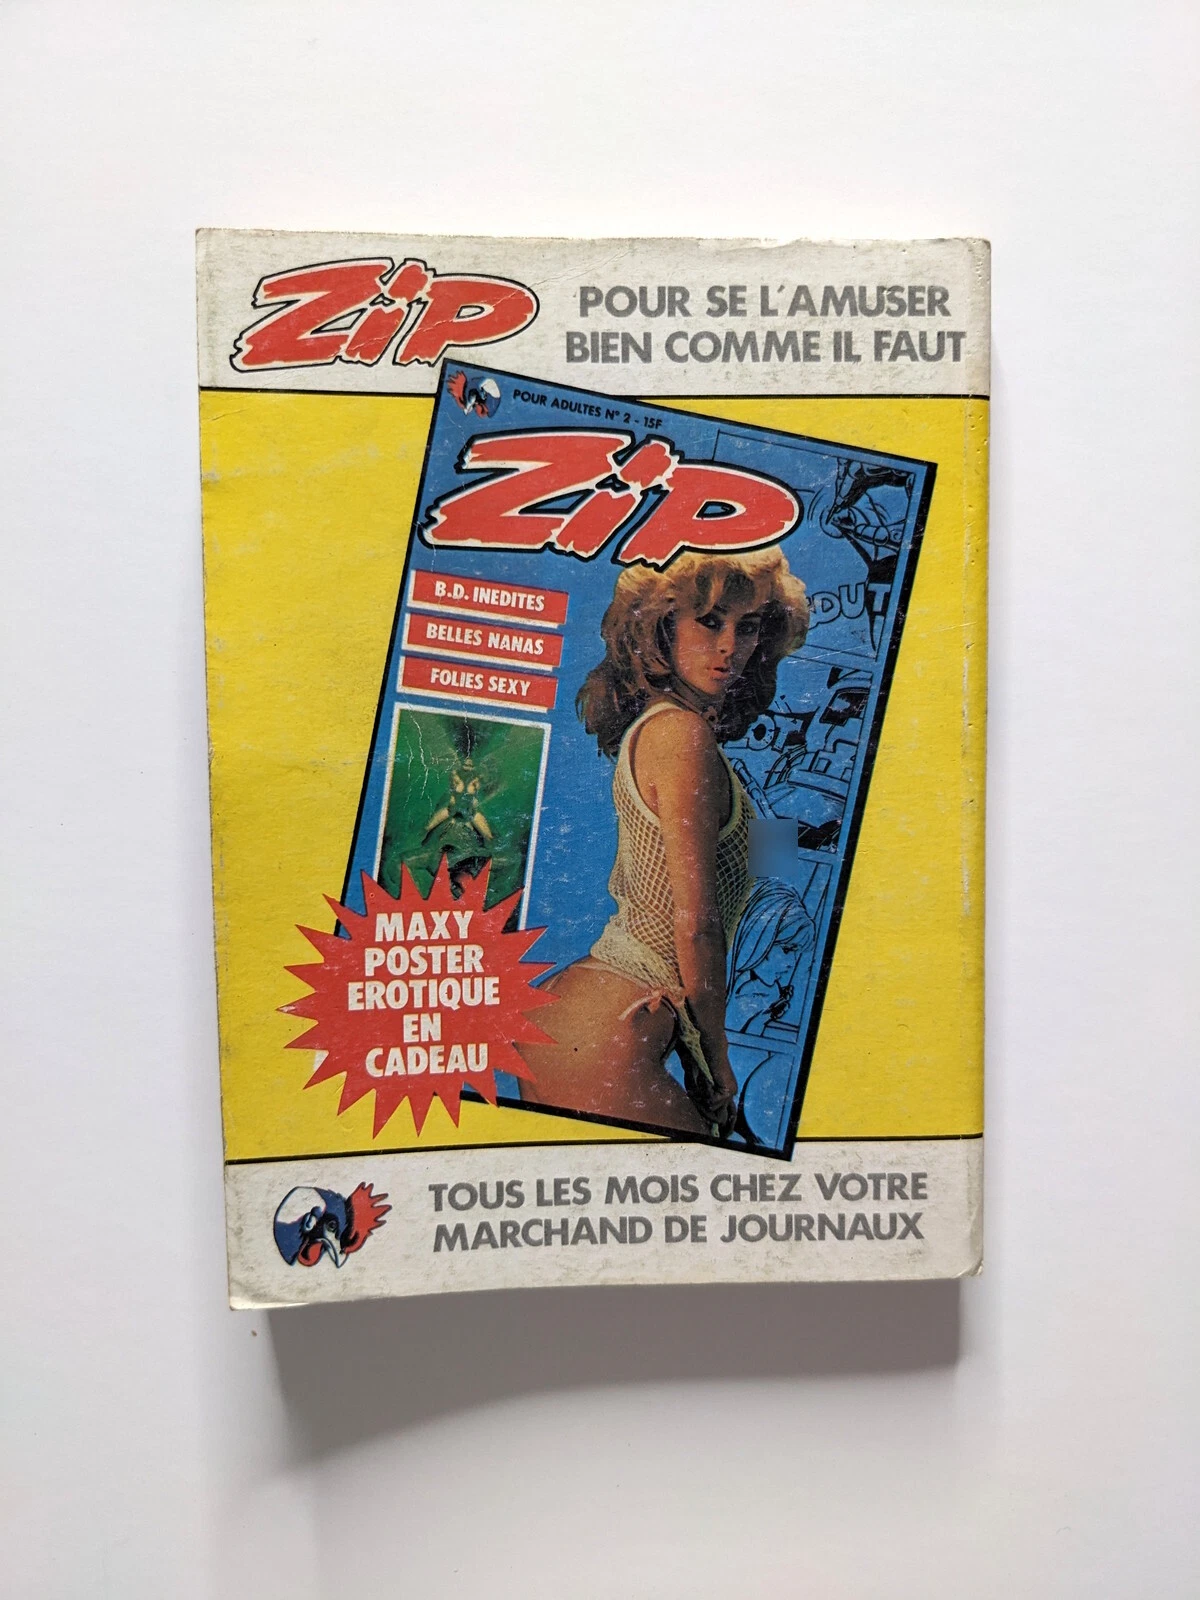 Zip
POUR SE L'AMUSER
BIEN COMME IL FAUT
POUR ADULTES N° 2 - 15F
Zip
B.D. INEDITES
BELLES NANAS
FOLIES SEXY
MAXY
POSTER
EROTIQUE
EN
CADEAU
TOUS LES MOIS CHEZ VOTRE
MARCHAND DE JOURNAUX